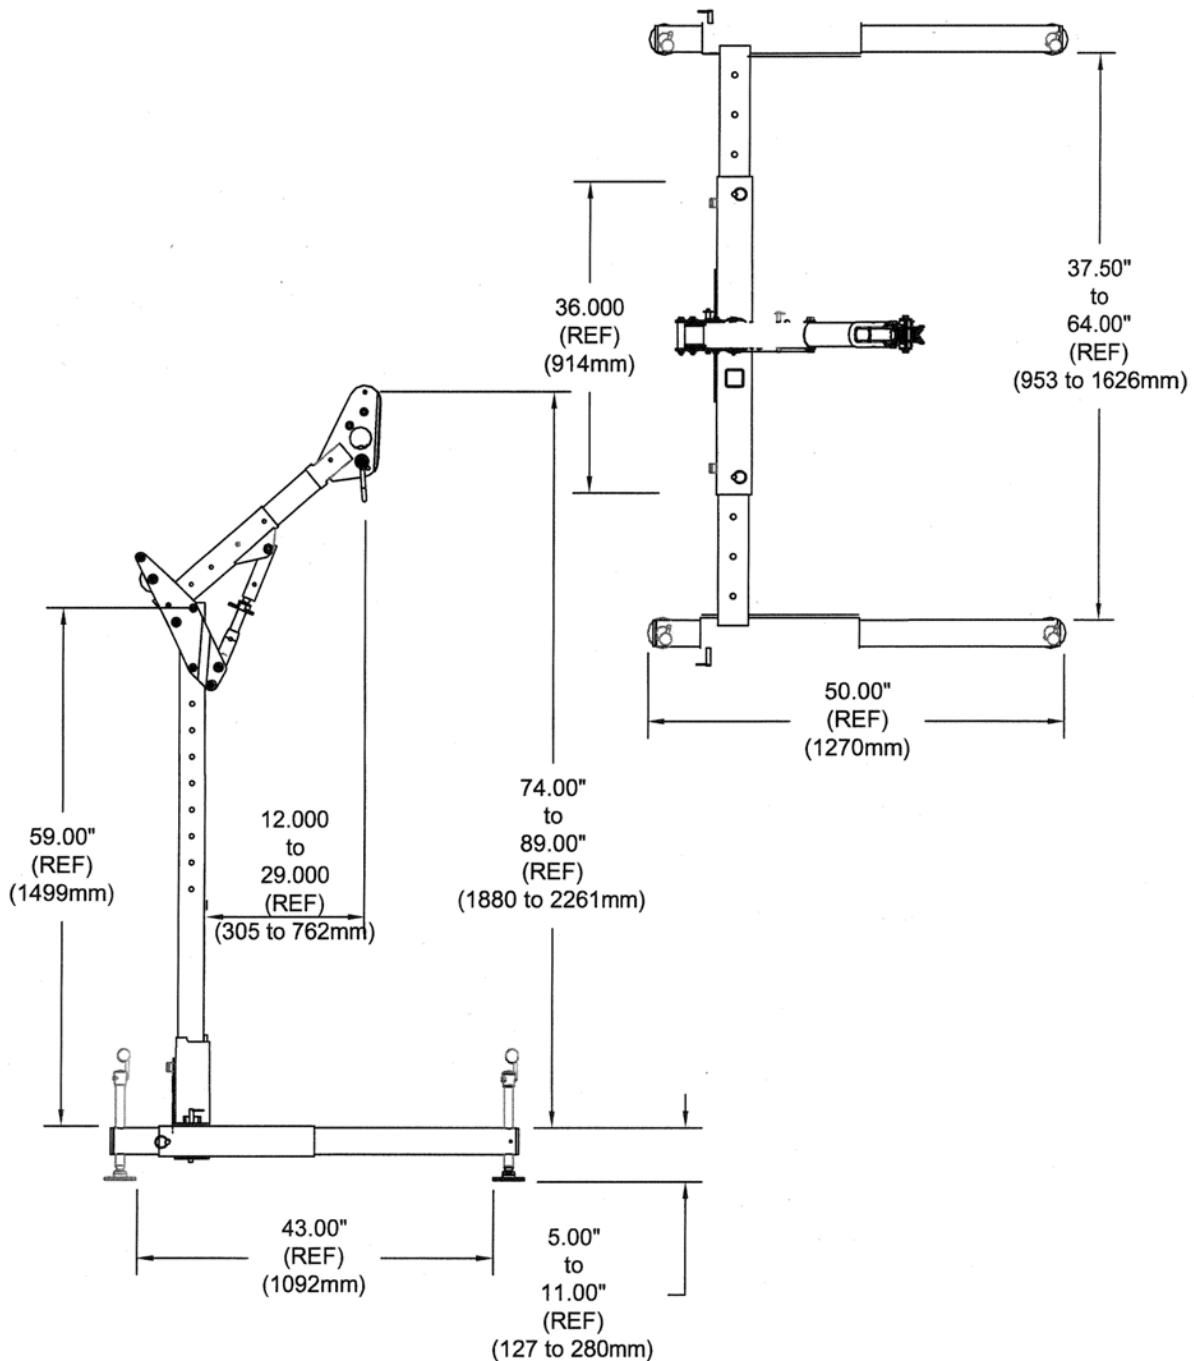 37.50"
to
64.00"
(REF)
(953 to 1626mm)
36.000
(REF)
(914mm)
50.00"
(REF)
(1270mm)
74.00"
to
89.00"
(REF)
(1880 to 2261mm)
12.000
to
29.000
(REF)
(305 to 762mm)
59.00"
(REF)
(1499mm)
43.00"
(REF)
(1092mm)
5.00"
to
11.00"
(REF)
(127 to 280mm)